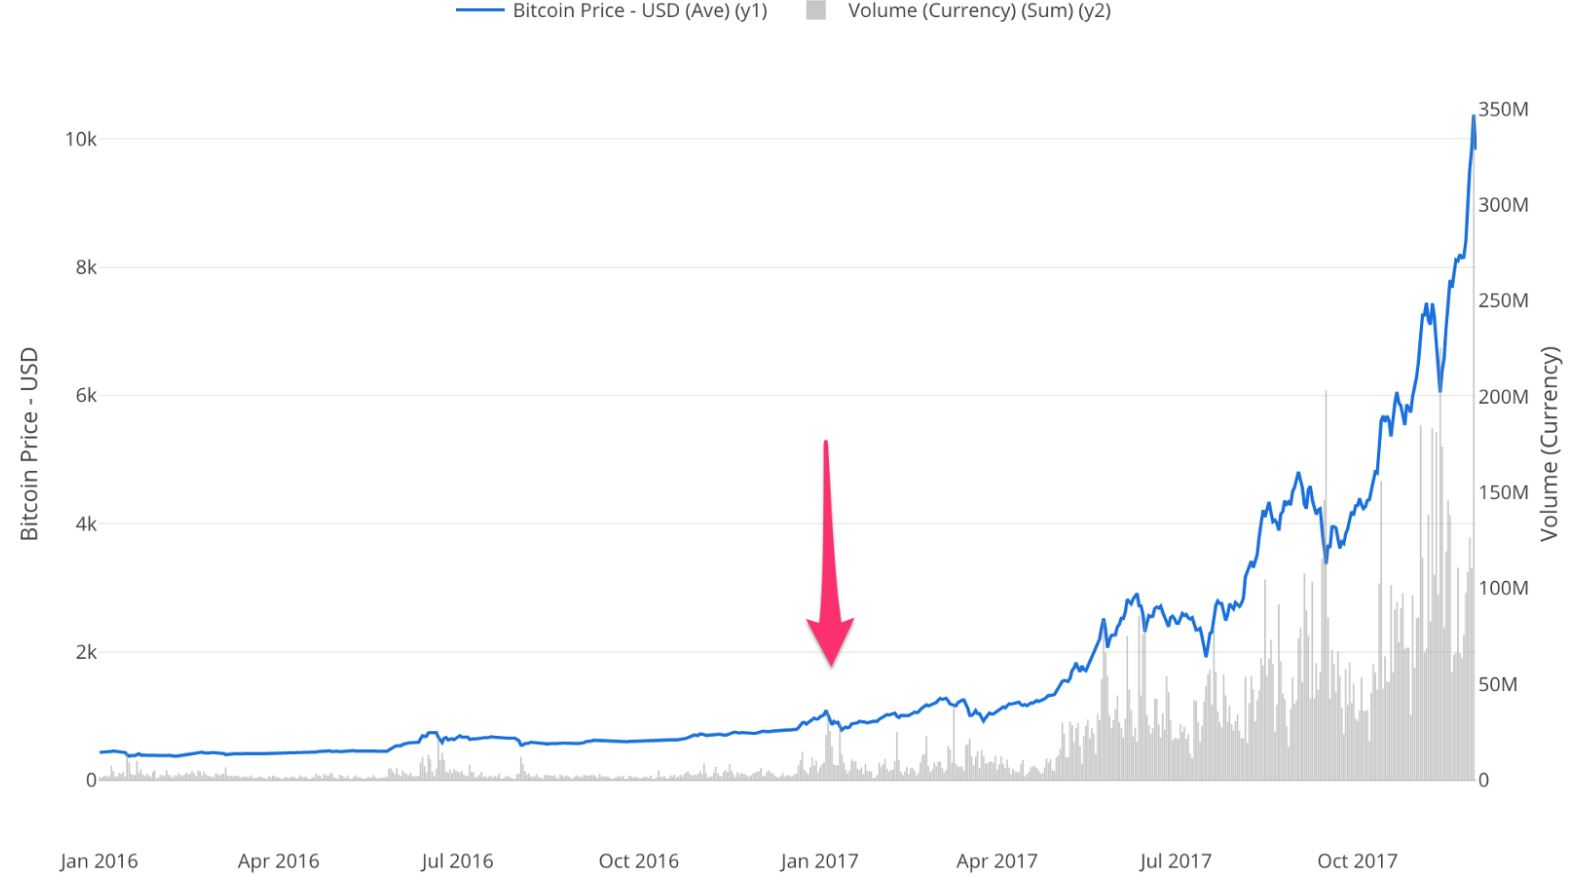 Bitcoin Price - USD (Ave) (y1) Volume (Currency) (Sum) (y2)
350M
10k
300M
8k
250M
6k
200M
150M
4k
100M
2k
50M
0 0
Bitcoin Price - USD
Volume (Currency)
Jan 2016 Apr 2016 Jul 2016 Oct 2016 Jan 2017 Apr 2017 Jul 2017 Oct 2017